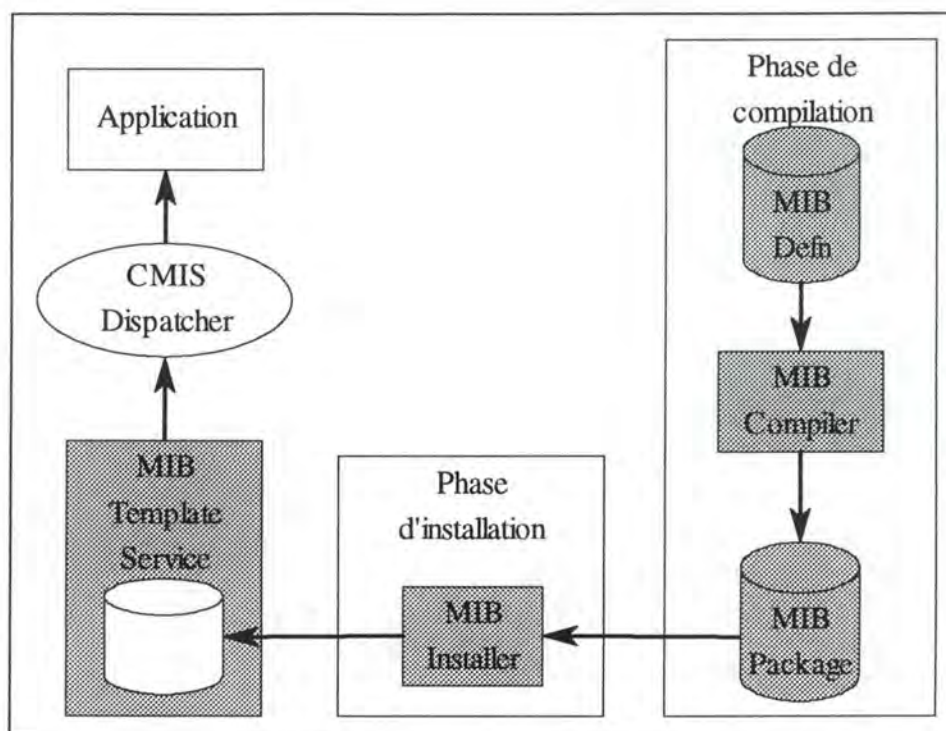 Application
CMIS
Dispatcher
MIB
Template
Service
Phase
d'installation
MIB
Installer
Phase de
compilation
MIB
Defn
MIB
Compiler
MIB
Package